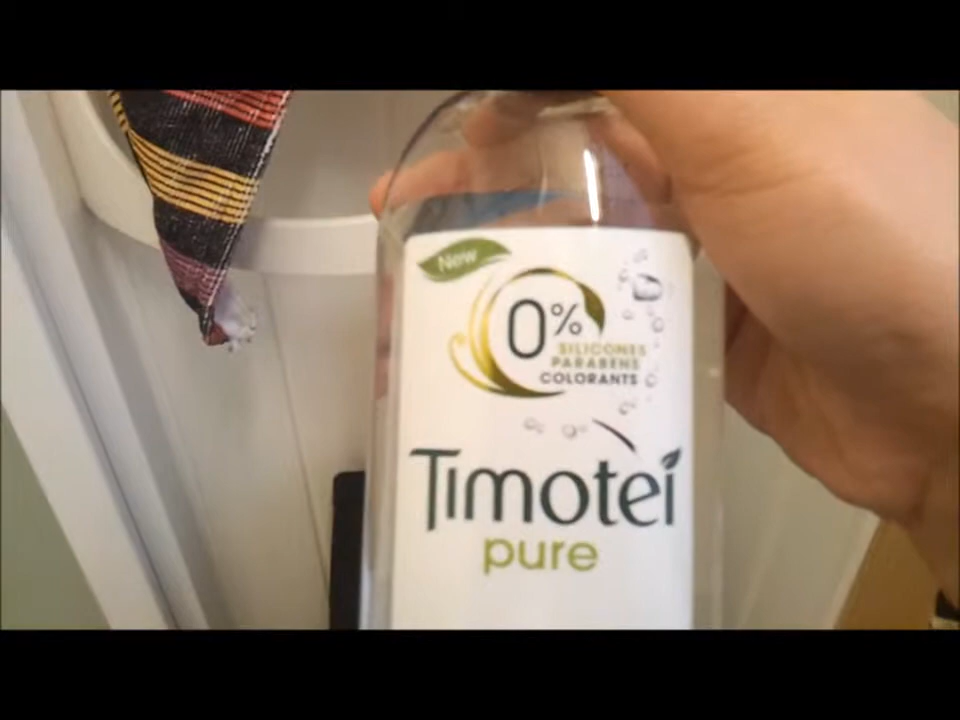 New
0%
SILICONES
PARABENS
COLORANTS
Timotei
pure